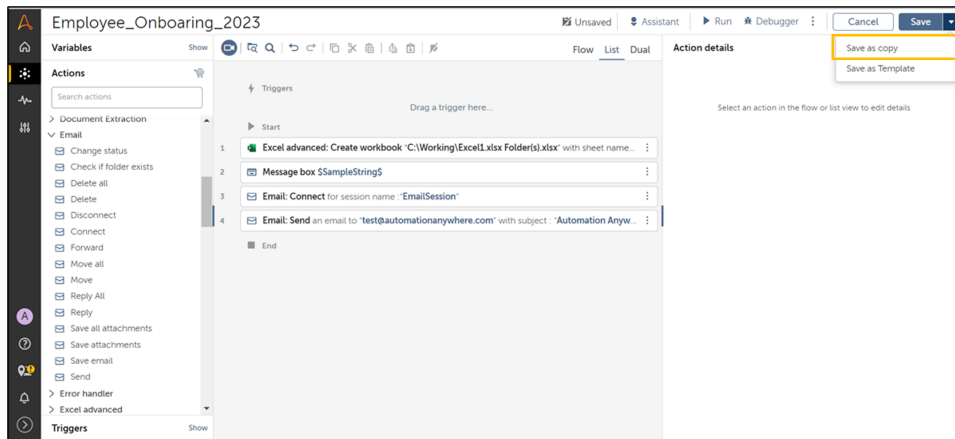 Employee_Onboaring_2023
Unsaved
Assistant
Run
Debugger
Cancel
Save
Variables
Show
Flow
List
Dual
Action details
Save as copy
Save as Template
Actions
Search actions
Document Extraction
Email
Change status
Check if folder exists
Delete all
Delete
Disconnect
Connect
Forward
Move all
Move
Reply All
Reply
Save all attachments
Save attachments
Save email
Send
Error handler
Excel advanced
Triggers
Show
Triggers
Drag a trigger here...
Start
1 Excel advanced: Create workbook "C:\Working\Excel1.xlsx Folder(s).xlsx" with sheet name...
2 Message box $SampleString$
3 Email: Connect for session name :"EmailSession"
4 Email: Send an email to "test@automationanywhere.com" with subject : "Automation Anyw...
End
Select an action in the flow or list view to edit details
A